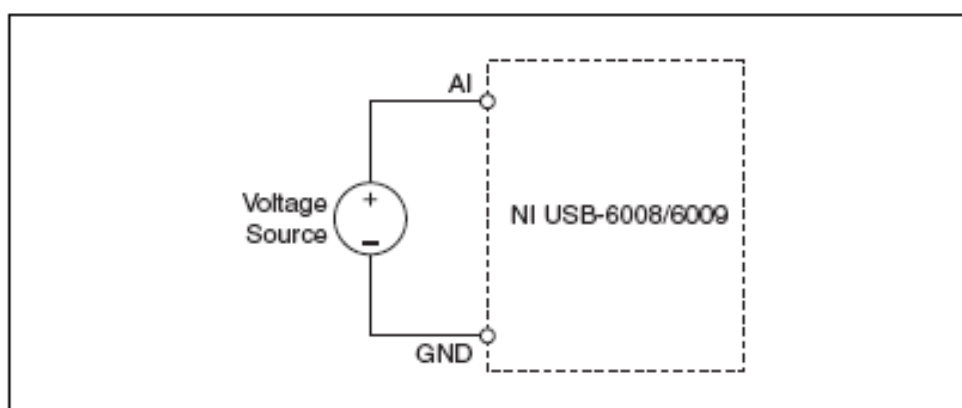 AI
Voltage
Source
+
−
NI USB-6008/6009
GND